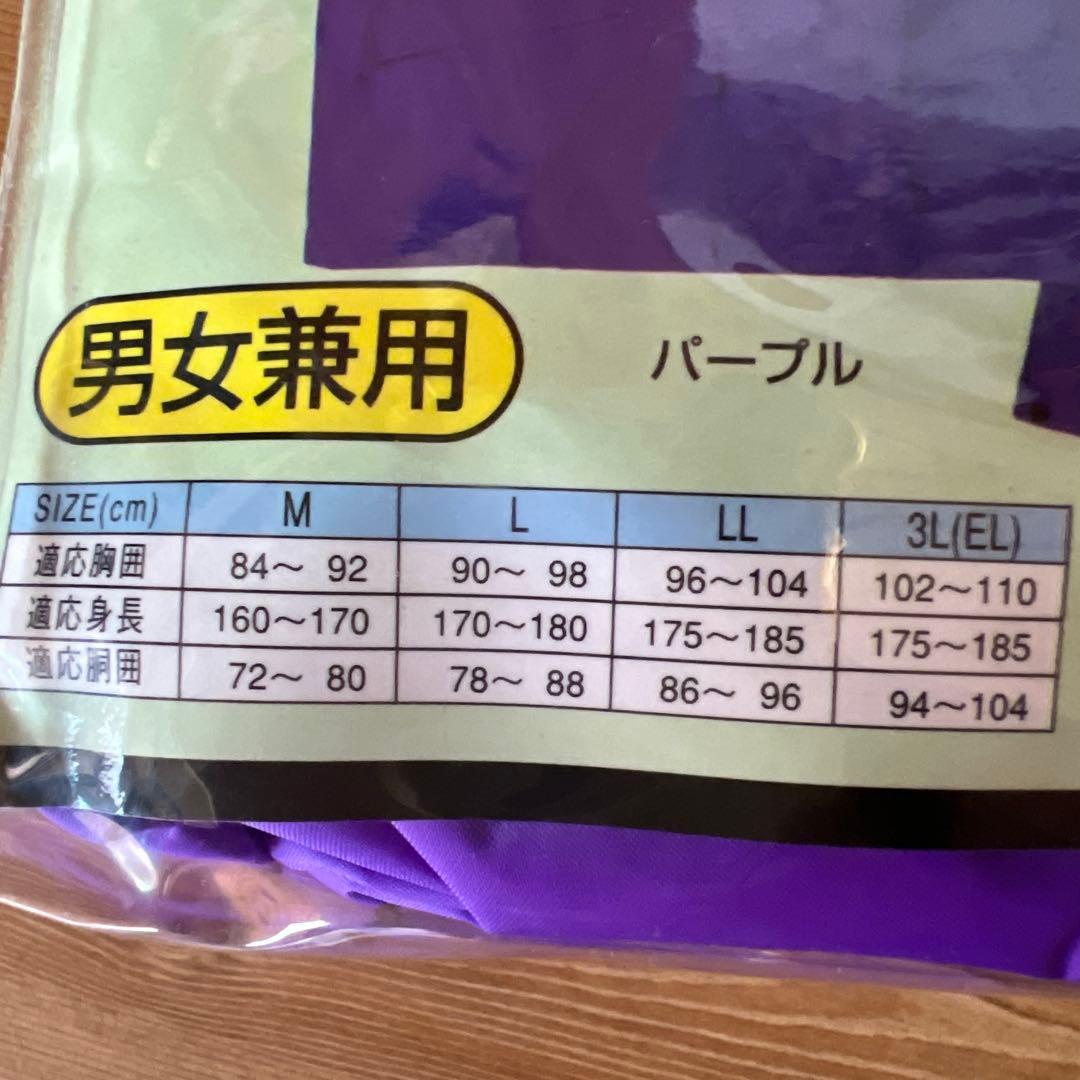 男女兼用
パープル
SIZE(cm) M L LL 3L(EL)
適応胸囲 84～ 92 90～ 98 96～104 102～110
適応身長 160～170 170～180 175～185 175～185
適応胴囲 72～ 80 78～ 88 86～ 96 94～104